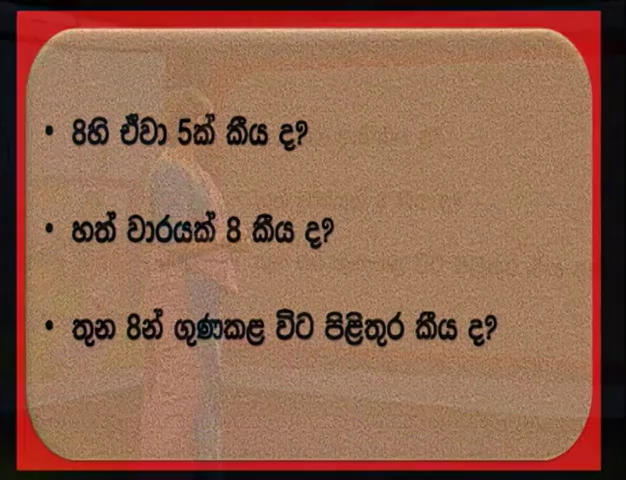 • 8හි ඒවා 5ක් කීය ද?
• හත් වාරයක් 8 කීය ද?
• තුන 8න් ගුණකළ විට පිළිතුර කීය ද?